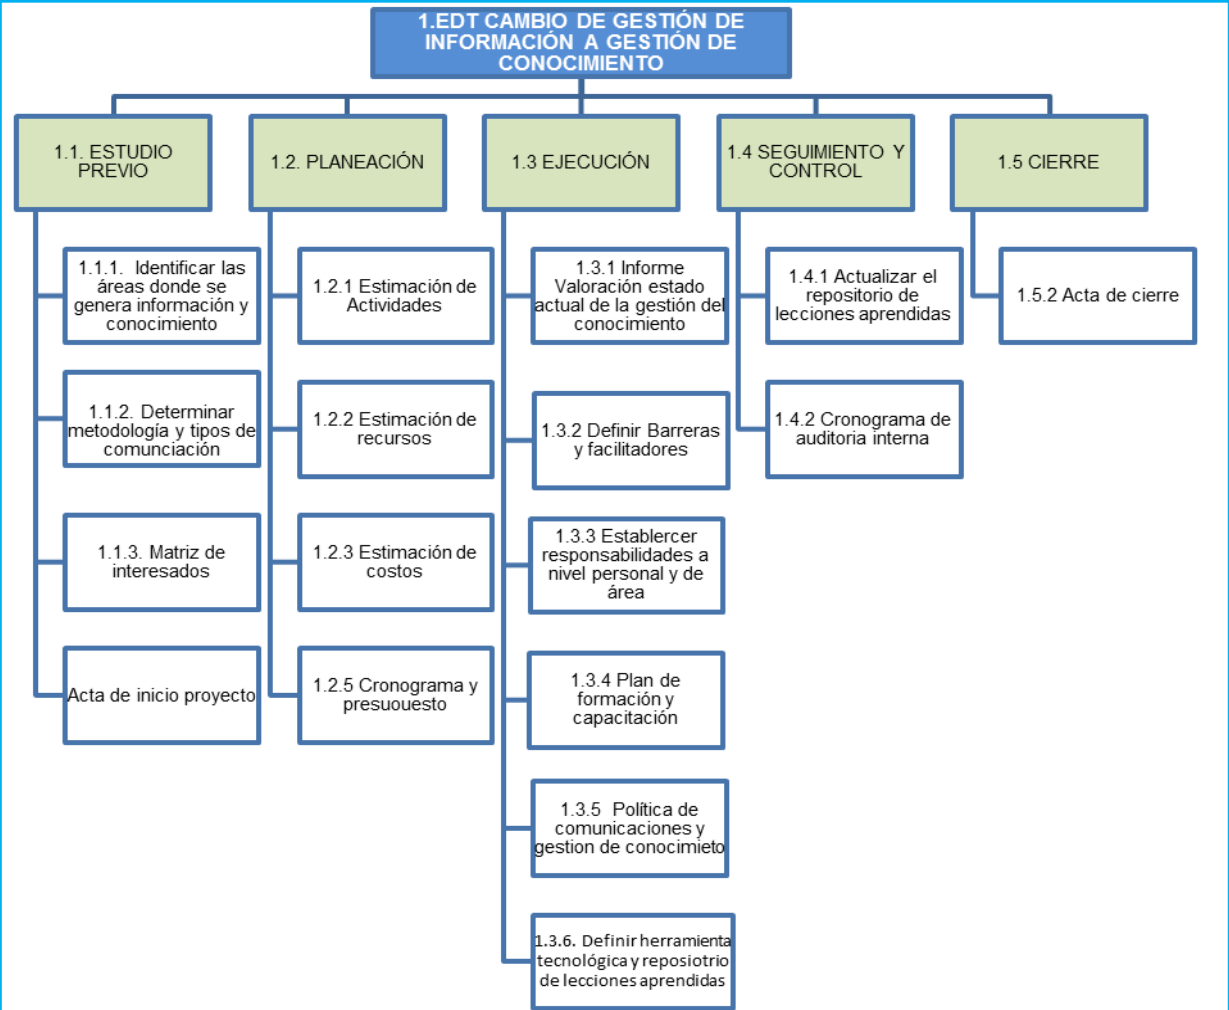 1.EDT CAMBIO DE GESTIÓN DE
INFORMACIÓN A GESTIÓN DE
CONOCIMIENTO
1.1. ESTUDIO
PREVIO
1.2. PLANEACIÓN
1.3 EJECUCIÓN
1.4 SEGUIMIENTO Y
CONTROL
1.5 CIERRE
1.1.1. Identificar las
áreas donde se
genera información y
conocimiento
1.1.2. Determinar
metodología y tipos de
comunciación
1.1.3. Matriz de
interesados
Acta de inicio proyecto
1.2.1 Estimación de
Actividades
1.2.2 Estimación de
recursos
1.2.3 Estimación de
costos
1.2.5 Cronograma y
presuouesto
1.3.1 Informe
Valoración estado
actual de la gestión del
conocimiento
1.3.2 Definir Barreras
y facilitadores
1.3.3 Establercer
responsabilidades a
nivel personal y de
área
1.3.4 Plan de
formación y
capacitación
1.3.5 Política de
comunicaciones y
gestion de conocimieto
1.3.6. Definir herramienta
tecnológica y reposiotrio
de lecciones aprendidas
1.4.1 Actualizar el
repositorio de
lecciones aprendidas
1.4.2 Cronograma de
auditoria interna
1.5.2 Acta de cierre